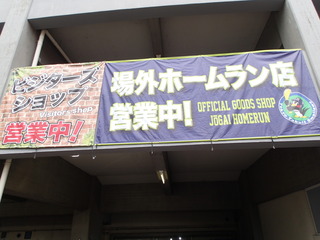 ビジターズ
ショップ
Visitor's shop
営業中!
場外ホームラン店
営業中!
OFFICIAL GOODS SHOP
JOGAI HOMERUN